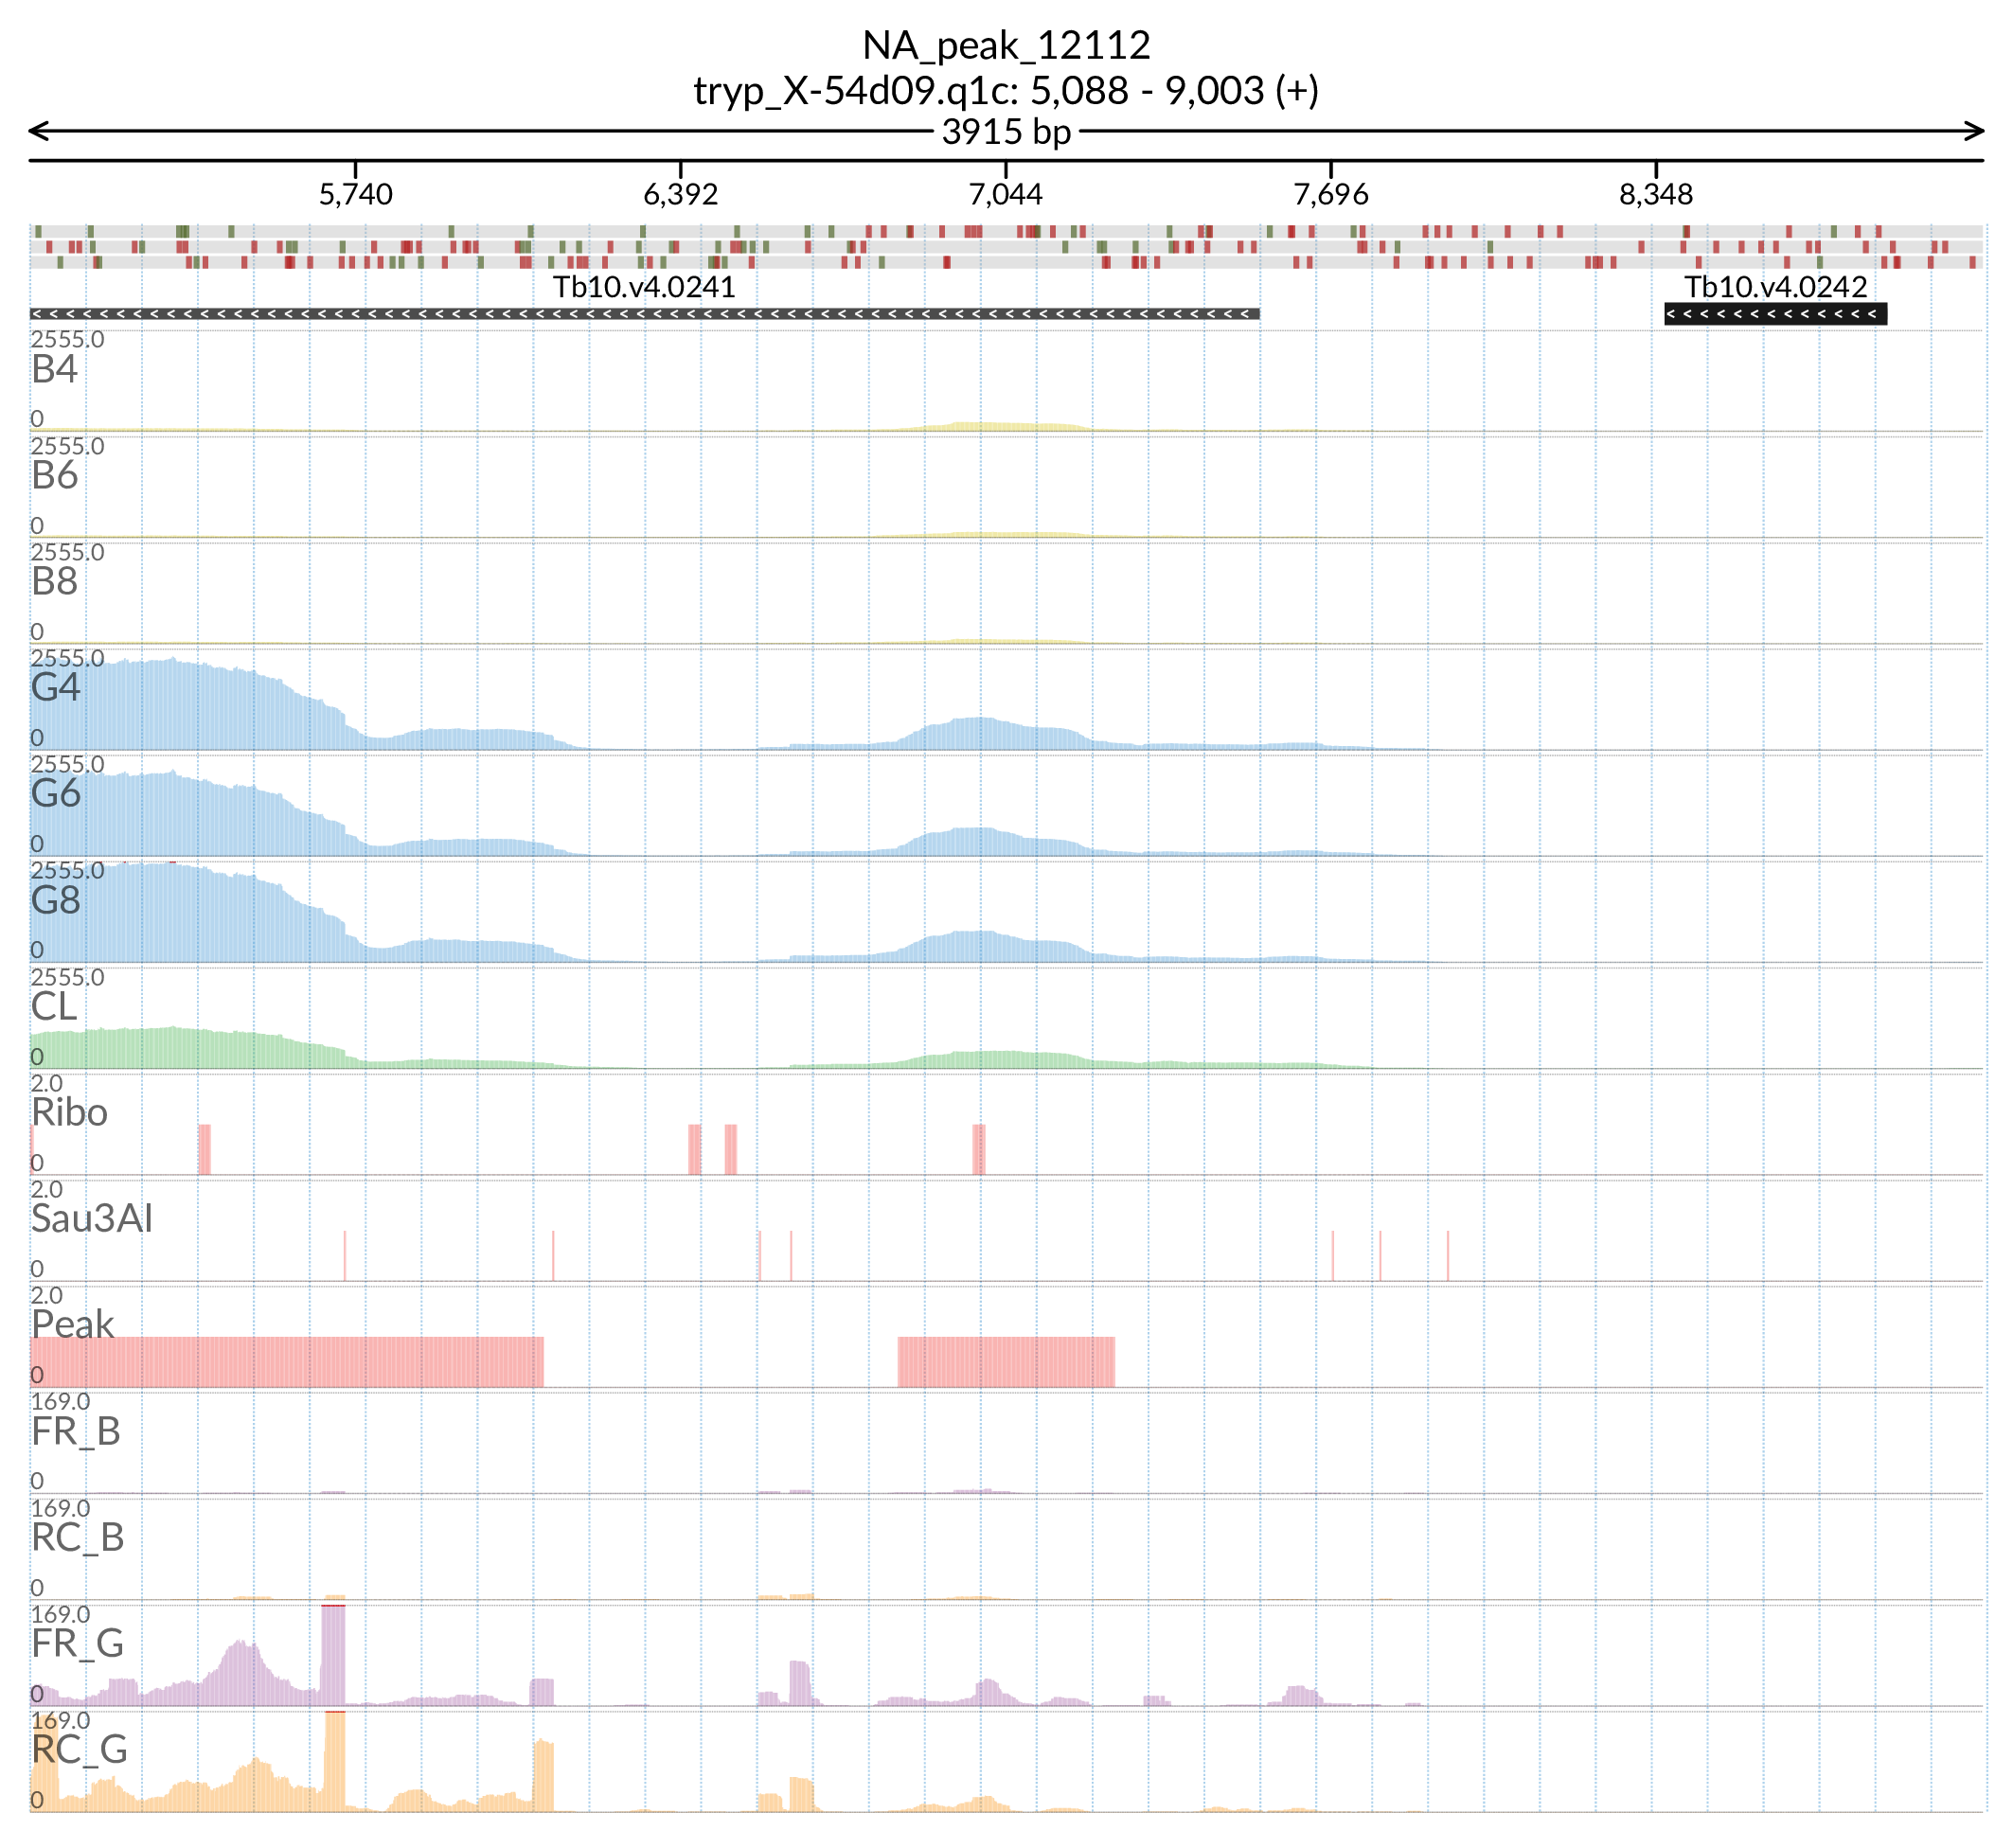 NA_peak_12112
tryp_X-54d09.q1c: 5,088 - 9,003 (+)
3915 bp
5,740 6,392 7,044 7,696 8,348
Tb10.v4.0241 Tb10.v4.0242
2555.0
B4
0
2555.0
B6
0
2555.0
B8
0
2555.0
G4
0
2555.0
G6
0
2555.0
G8
0
2555.0
CL
0
2.0
Ribo
0
2.0
Sau3AI
0
2.0
Peak
0
169.0
FR_B
0
169.0
RC_B
0
169.0
FR_G
0
169.0
RC_G
0